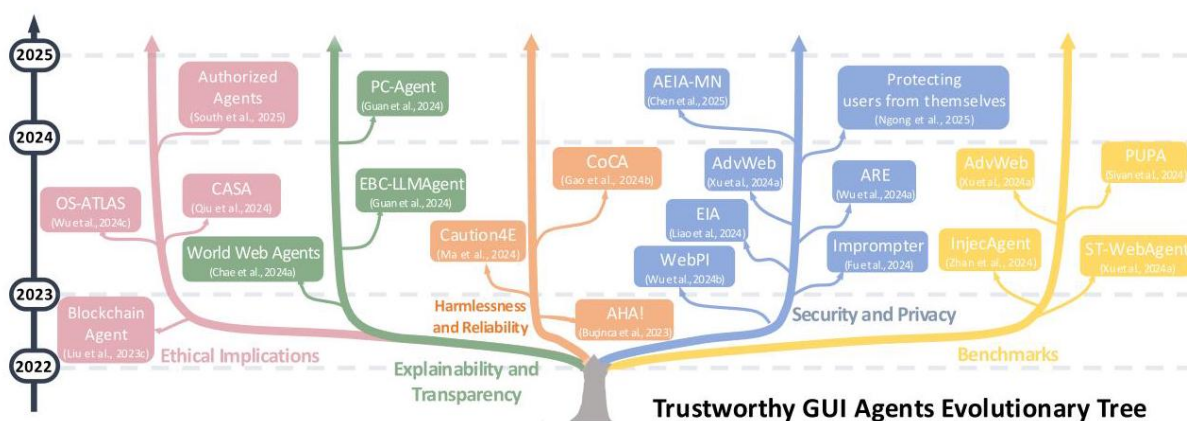 2025
2024
2023
2022
Authorized
Agents
(South et al., 2025)
OS-ATLAS
(Wu et al., 2024c)
CASA
(Qiu et al., 2024)
Blockchain
Agent
(Liu et al., 2023c)
Ethical Implications
PC-Agent
(Guan et al., 2024)
EBC-LLMAgent
(Guan et al., 2024)
World Web Agents
(Chae et al., 2024a)
Explainability and
Transparency
CoCA
(Gao et al., 2024b)
Caution4E
(Ma et al., 2024)
AHA!
(Buçinca et al., 2023)
Harmlessness
and Reliability
AEIA-MN
(Chen et al., 2025)
Protecting
users from themselves
(Ngong et al., 2025)
AdvWeb
(Xu et al., 2024a)
ARE
(Wu et al., 2024a)
EIA
(Liao et al., 2024)
WebPI
(Wu et al., 2024b)
Imprompter
(Fu et al., 2024)
Security and Privacy
AdvWeb
(Xu et al., 2024a)
PUPA
(Siyan et al., 2024)
InjecAgent
(Zhan et al., 2024)
ST-WebAgent
(Xu et al., 2024a)
Benchmarks
Trustworthy GUI Agents Evolutionary Tree